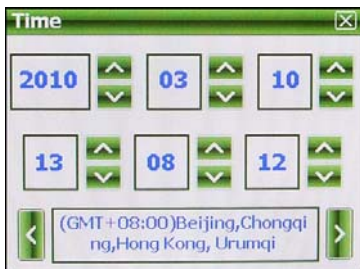 Time
2010 03 10
13 08 12
(GMT+08:00)Beijing,Chongqi
ng,Hong Kong, Urumqi